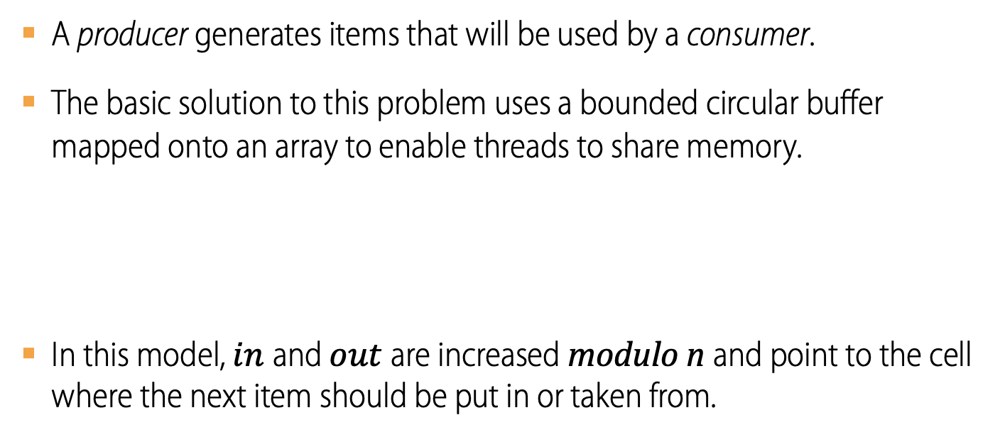 A producer generates items that will be used by a consumer.
The basic solution to this problem uses a bounded circular buffer
mapped onto an array to enable threads to share memory.
In this model, in and out are increased modulo n and point to the cell
where the next item should be put in or taken from.